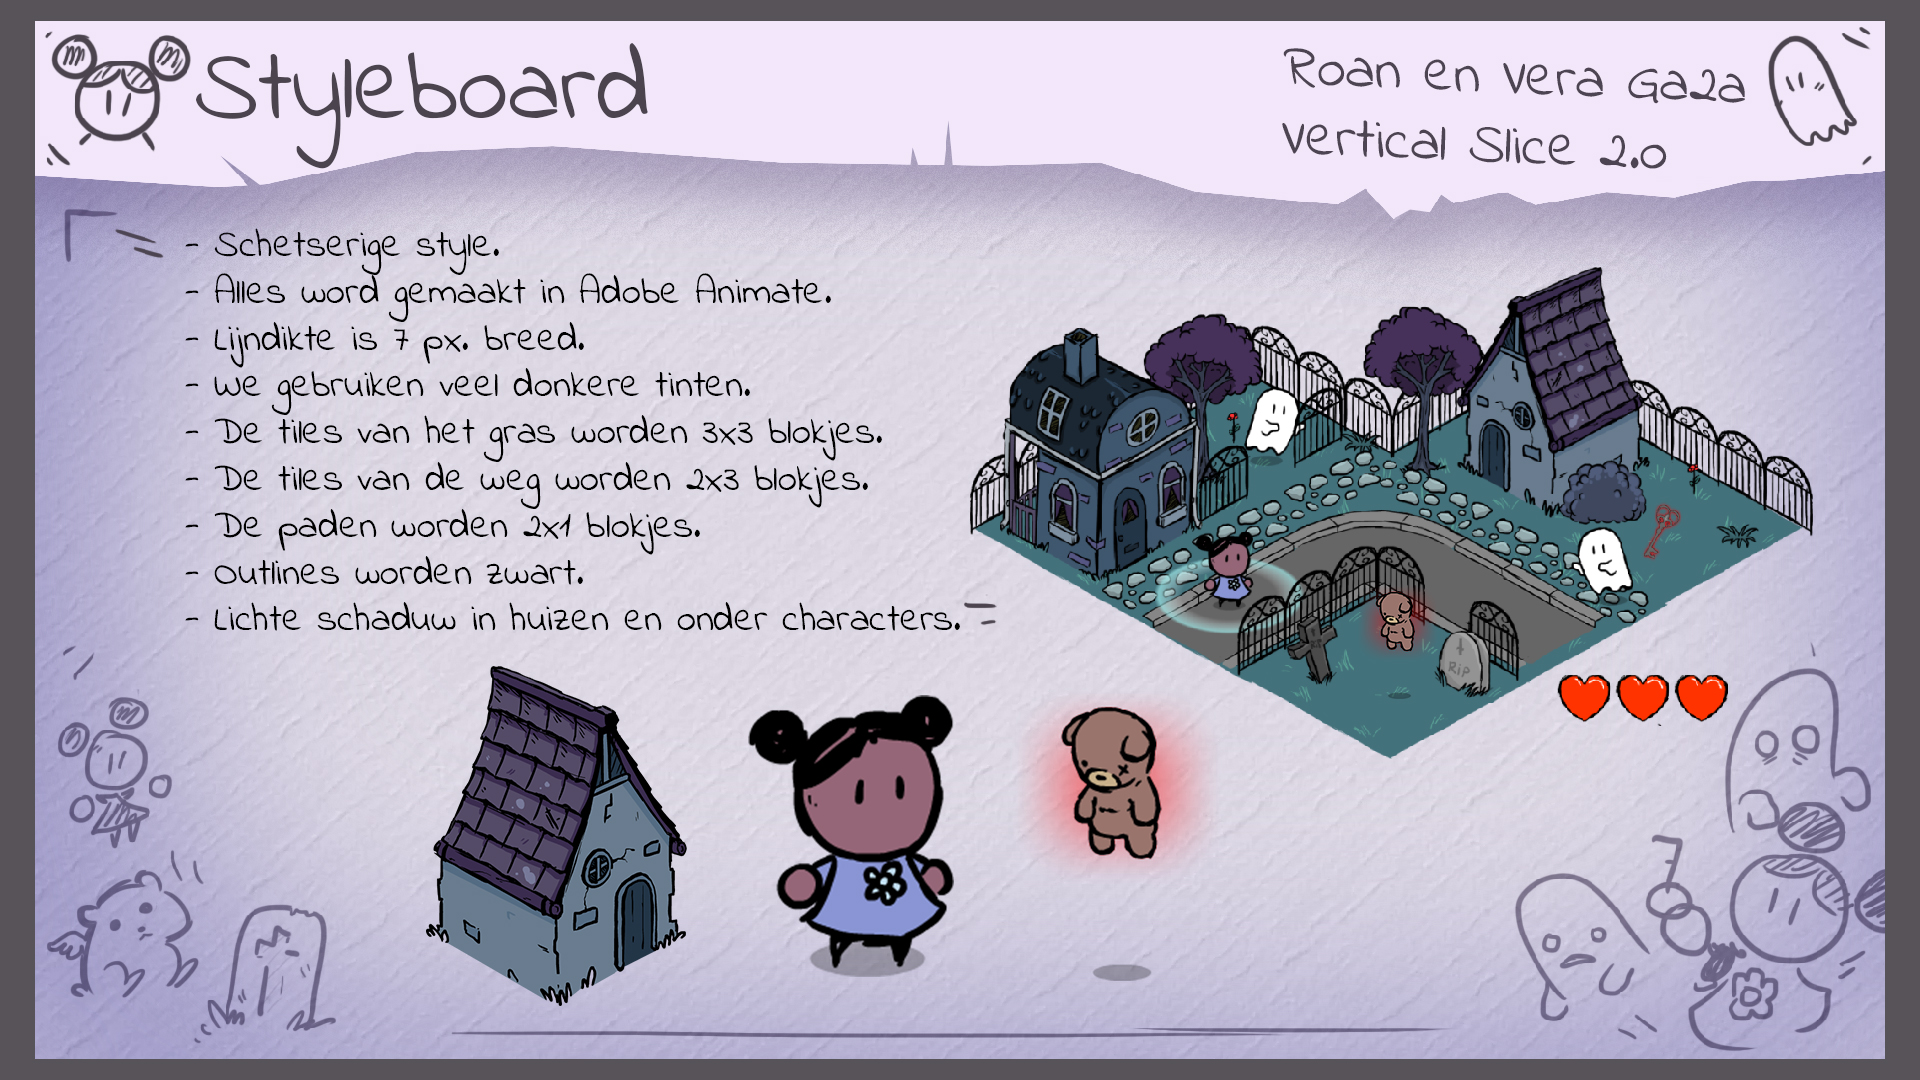 Styleboard
Roan en Vera Ga2a
Vertical Slice 2.0
- Schetserige style.
- Alles word gemaakt in Adobe Animate.
- Lijndikte is 7 px. breed.
- We gebruiken veel donkere tinten.
- De tiles van het gras worden 3x3 blokjes.
- De tiles van de weg worden 2x3 blokjes.
- De paden worden 2x1 blokjes.
- Outlines worden zwart.
- Lichte schaduw in huizen en onder characters.
RIP